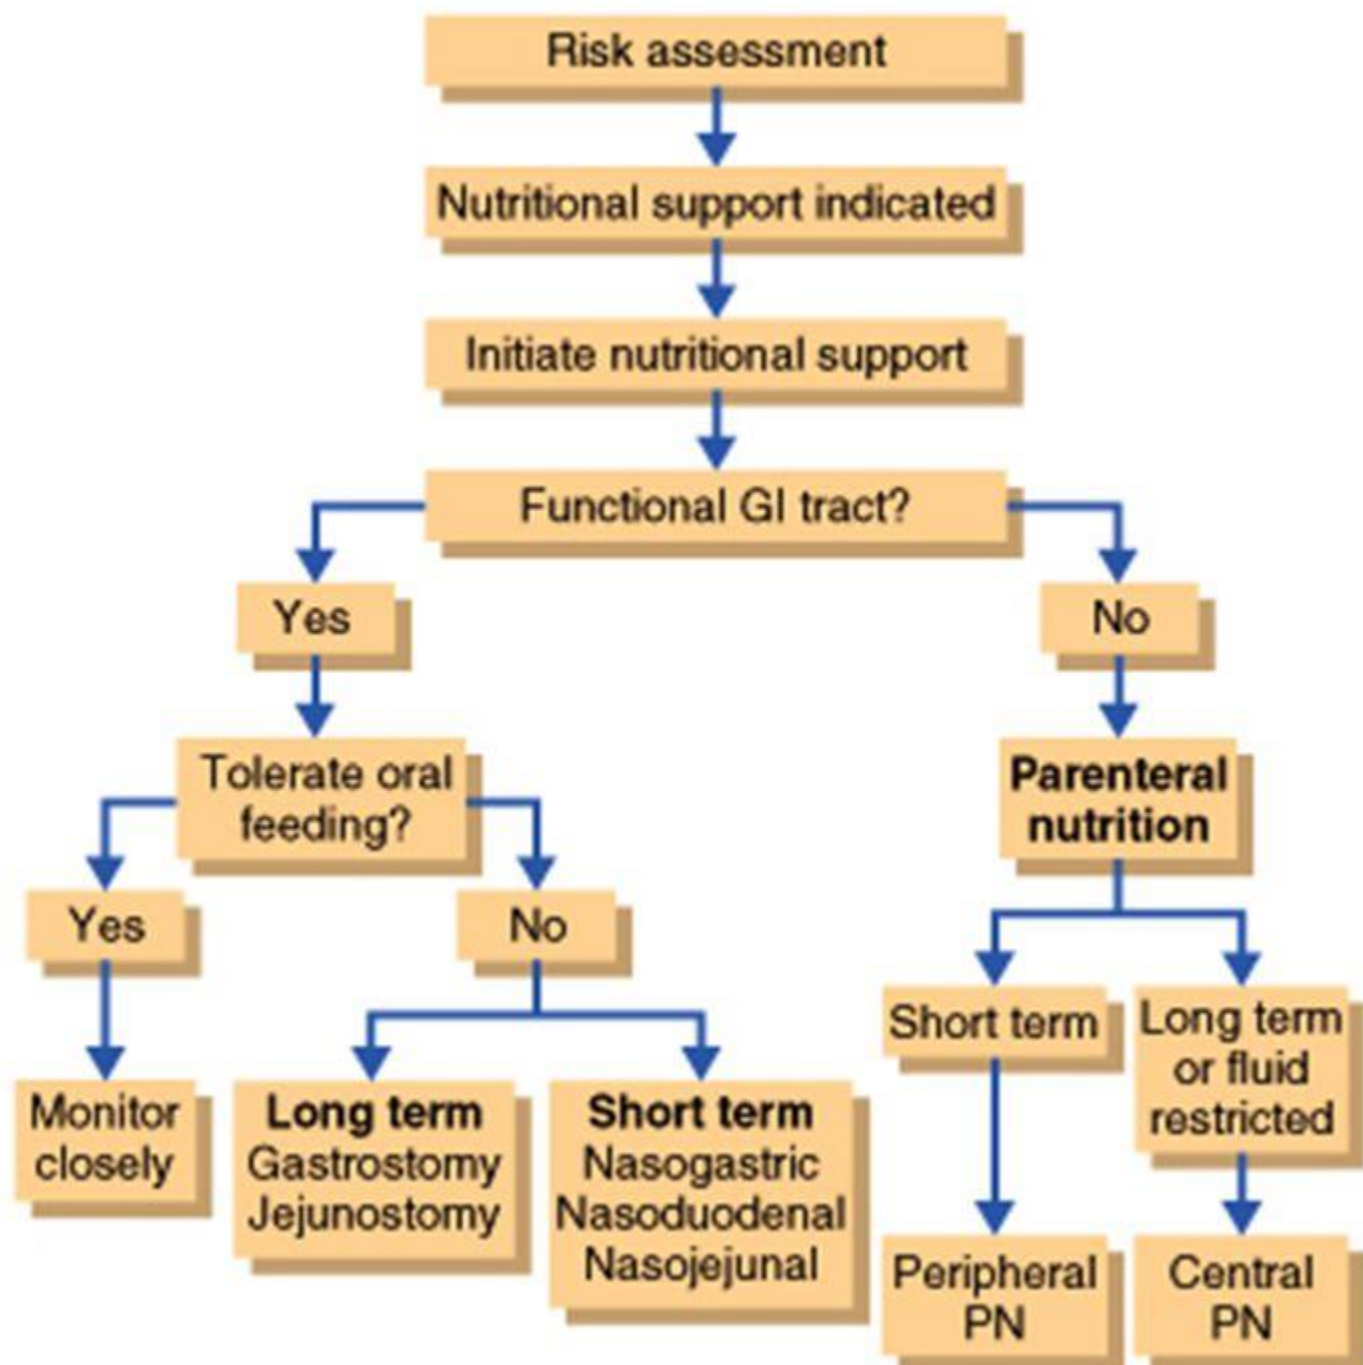 Risk assessment
Nutritional support indicated
Initiate nutritional support
Functional GI tract?
Yes
No
Tolerate oral
feeding?
Parenteral
nutrition
Yes
No
Short term
Long term
or fluid
restricted
Monitor
closely
Long term
Gastrostomy
Jejunostomy
Short term
Nasogastric
Nasoduodenal
Nasojejunal
Peripheral
PN
Central
PN